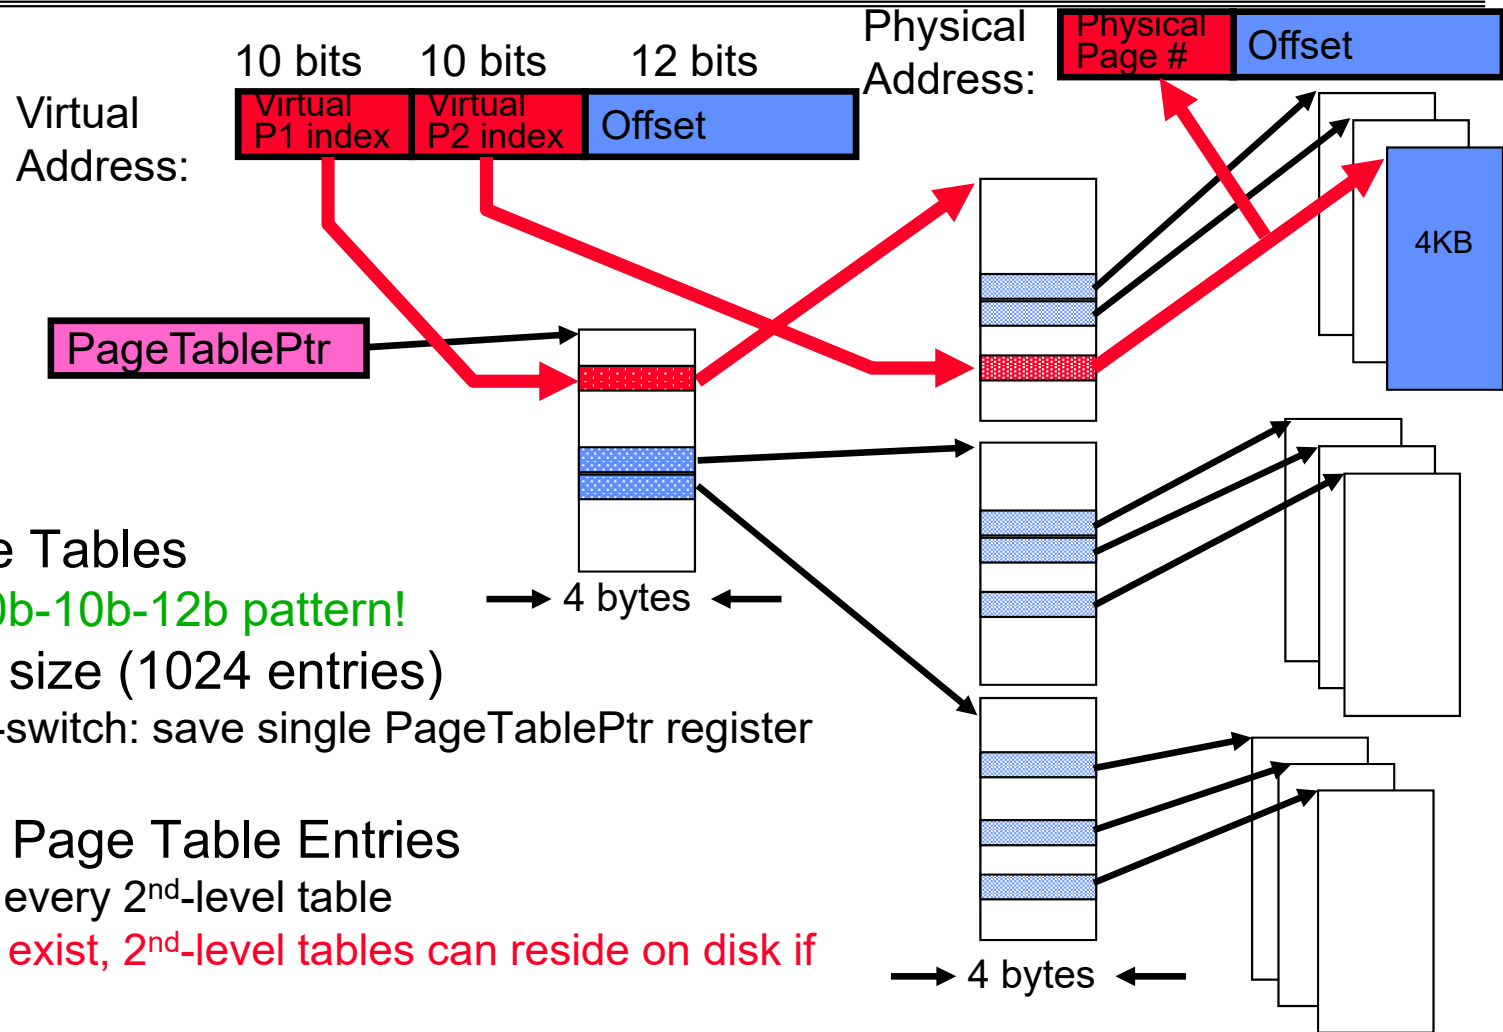 Physical
Address:
Physical
Page #
Offset
10 bits
10 bits
12 bits
Virtual
Address:
Virtual
P1 index
Virtual
P2 index
Offset
4KB
PageTablePtr
e Tables
0b-10b-12b pattern!
4 bytes
size (1024 entries)
-switch: save single PageTablePtr register
Page Table Entries
every 2nd-level table
exist, 2nd-level tables can reside on disk if
4 bytes